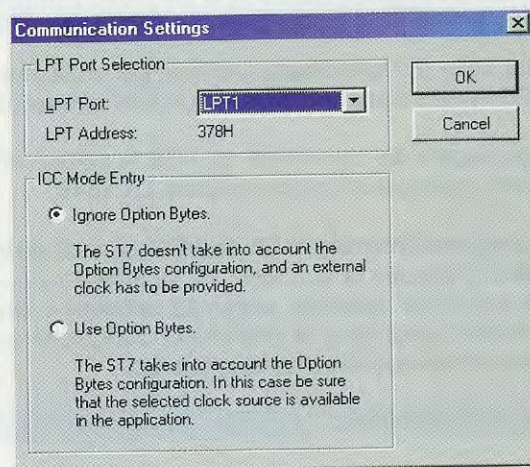 Communication Settings
LPT Port Selection
LPT Port:
LPT1
LPT Address:
378H
OK
Cancel
ICC Mode Entry
Ignore Option Bytes.
The ST7 doesn't take into account the
Option Bytes configuration, and an external
clock has to be provided.
Use Option Bytes.
The ST7 takes into account the Option
Bytes configuration. In this case be sure
that the selected clock source is available
in the application.